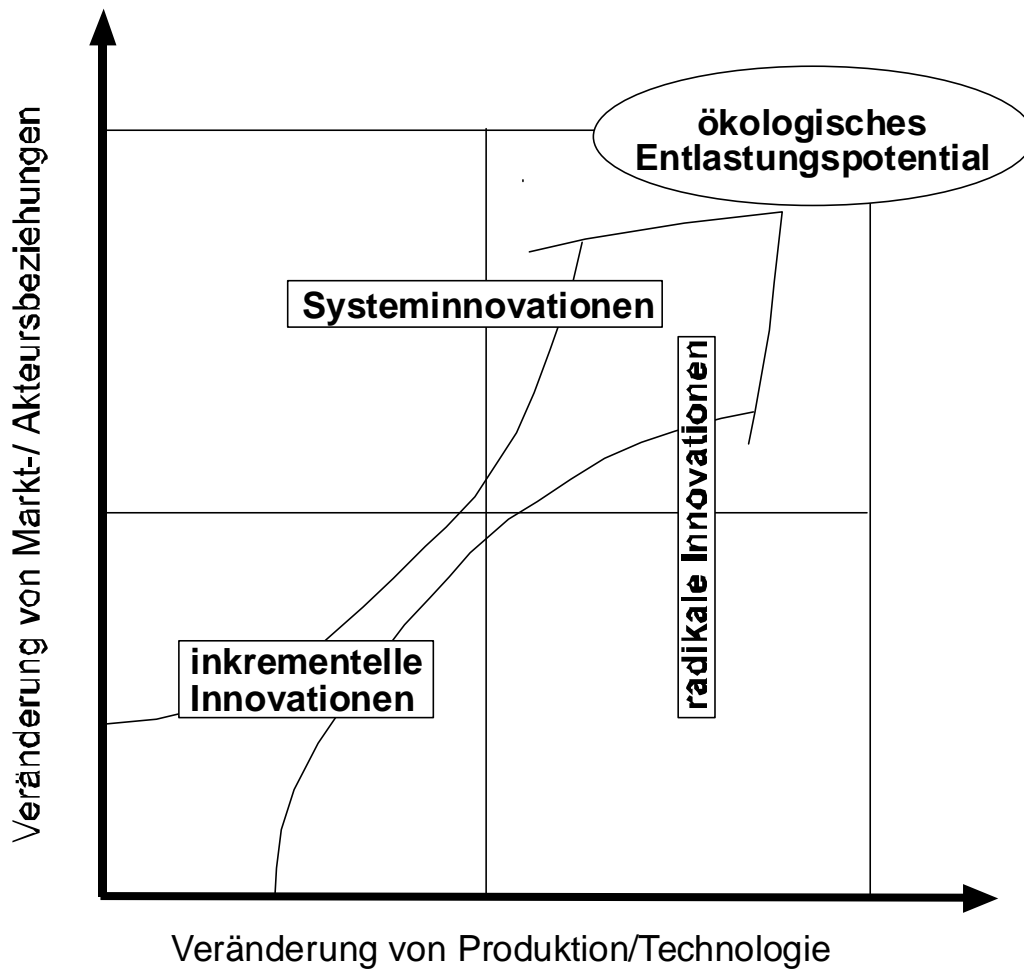 ökologisches
Entlastungspotential
Veränderung von Markt-/ Akteursbeziehungen
Systeminnovationen
radikale Innovationen
inkrementelle
Innovationen
Veränderung von Produktion/Technologie